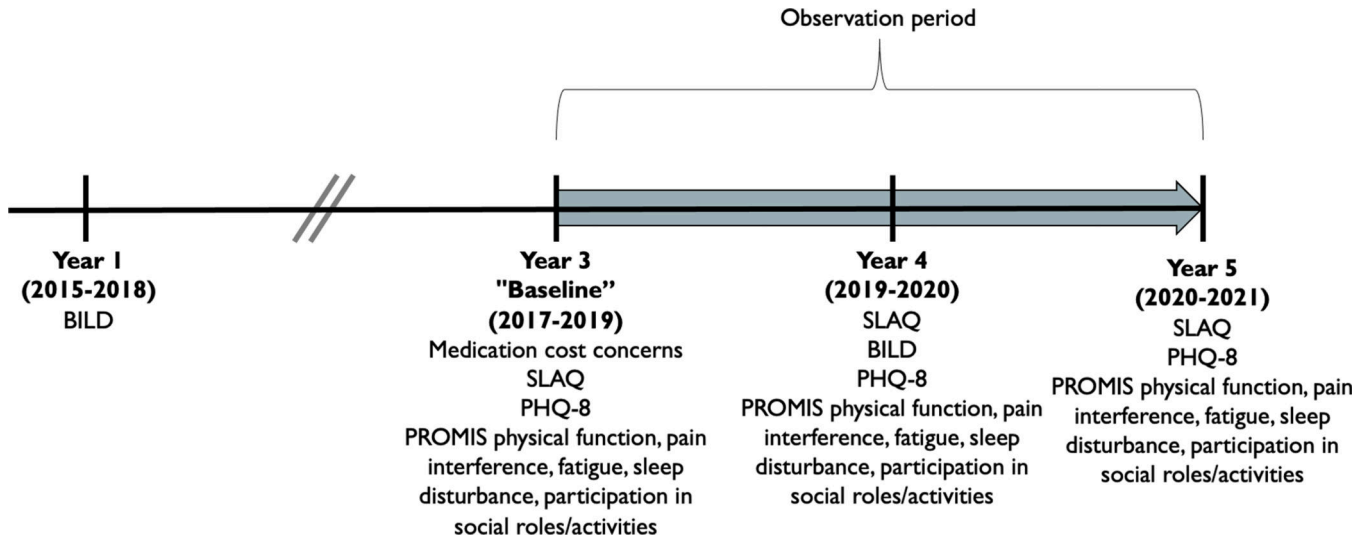 Observation period
Year 1
(2015-2018)
BILD
Year 3
"Baseline”
(2017-2019)
Medication cost concerns
SLAQ
PHQ-8
PROMIS physical function, pain
interference, fatigue, sleep
disturbance, participation in
social roles/activities
Year 4
(2019-2020)
SLAQ
BILD
PHQ-8
PROMIS physical function, pain
interference, fatigue, sleep
disturbance, participation in
social roles/activities
Year 5
(2020-2021)
SLAQ
PHQ-8
PROMIS physical function, pain
interference, fatigue, sleep
disturbance, participation in
social roles/activities